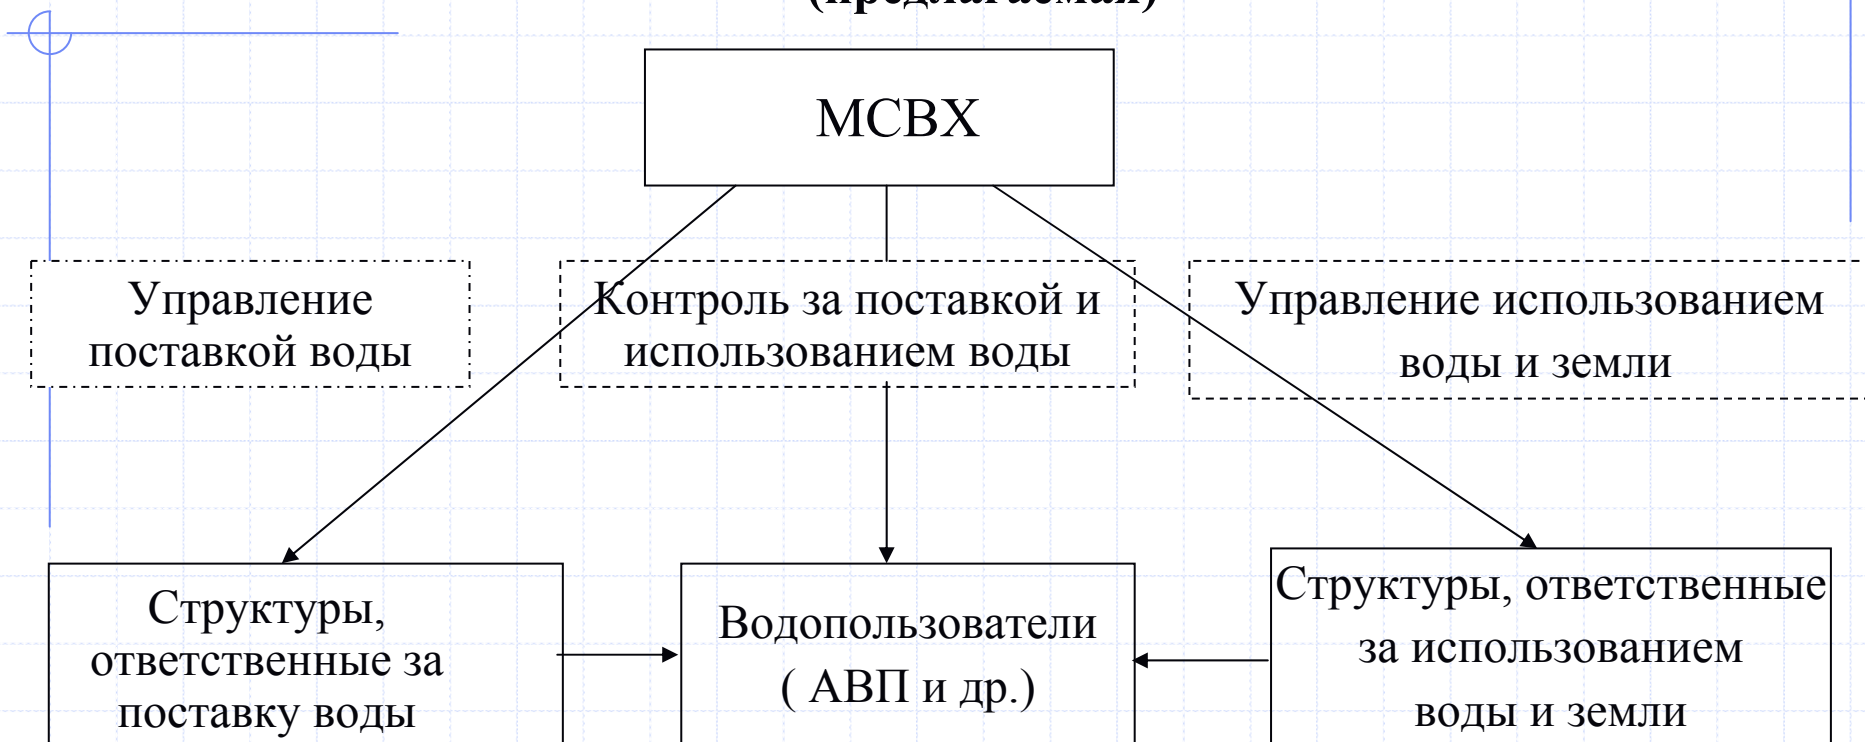 (предлагаемая)
МСВХ
Управление
поставкой воды
Контроль за поставкой и
использованием воды
Управление использованием
воды и земли
Структуры,
ответственные за
поставку воды
Водопользователи
( АВП и др.)
Структуры, ответственные
за использованием
воды и земли